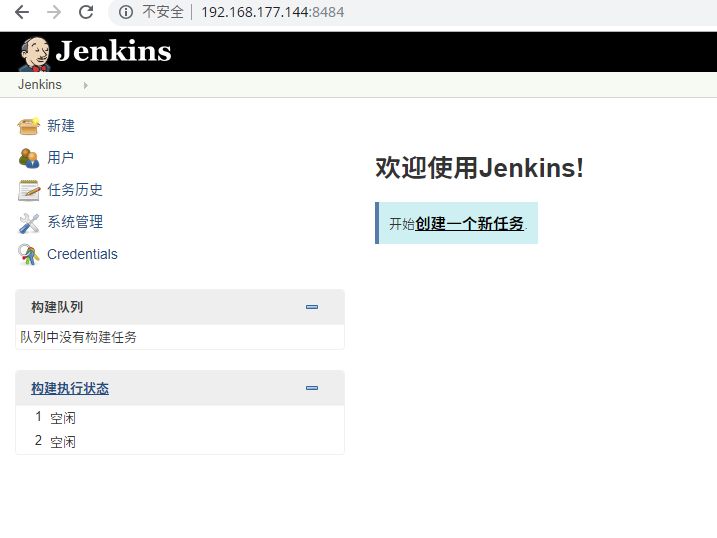 不安全 192.168.177.144:8484
Jenkins
Jenkins
新建
用户
任务历史
系统管理
Credentials
构建队列
队列中没有构建任务
构建执行状态
1 空闲
2 空闲
欢迎使用Jenkins!
开始创建一个新任务.